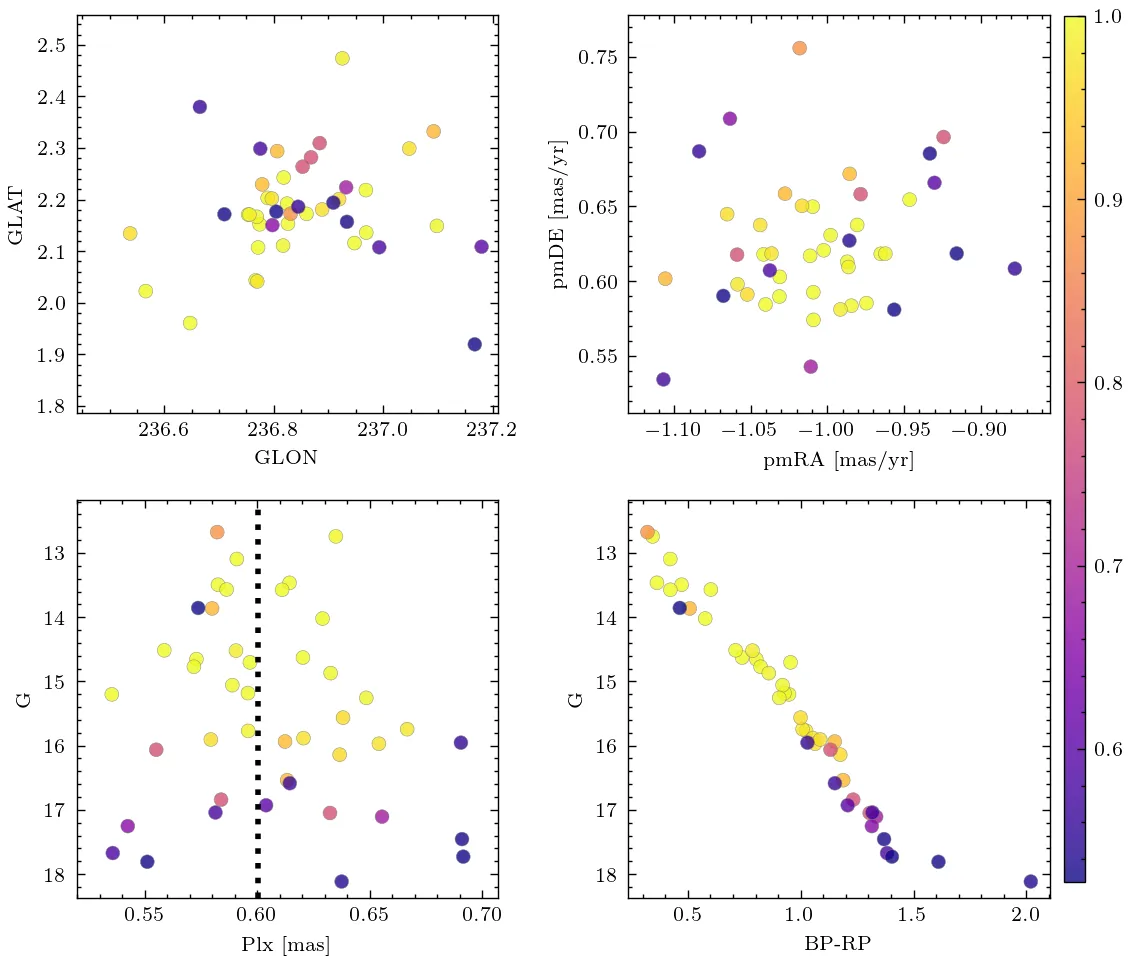 2.5
2.4
2.3
2.2
2.1
2.0
1.9
1.8
GLAT
236.6 236.8 237.0 237.2
GLON
0.75
0.70
0.65
0.60
0.55
pmDE [mas/yr]
−1.10 −1.05 −1.00 −0.95 −0.90
pmRA [mas/yr]
1.0
0.9
0.8
0.7
0.6
13
14
15
16
17
18
G
0.55 0.60 0.65 0.70
Plx [mas]
13
14
15
16
17
18
G
0.5 1.0 1.5 2.0
BP-RP